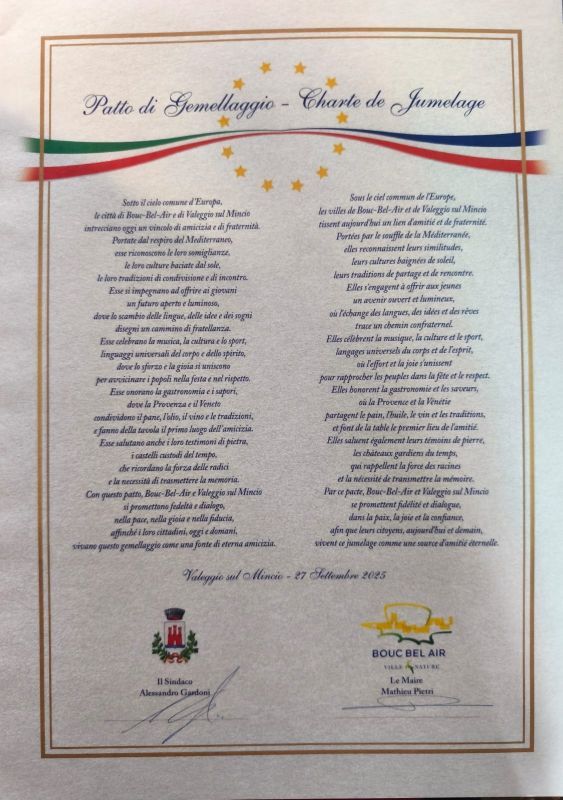 Patto di Gemellaggio - Charte de Jumelage
Sotto il cielo comune d'Europa,
le città di Bouc-Bel-Air e di Valeggio sul Mincio
intrecciano oggi un vincolo di amicizia e di fraternità.
Portate dal respiro del Mediterraneo,
esse riconoscono le loro somiglianze,
le loro culture baciate dal sole,
le loro tradizioni di condivisione e di incontro.
Esse si impegnano ad offrire ai giovani
un futuro aperto e luminoso,
dove lo scambio delle lingue, delle idee e dei sogni
disegni un cammino di fratellanza.
Esse celebrano la musica, la cultura e lo sport,
linguaggi universali del corpo e dello spirito,
dove lo sforzo e la gioia si uniscono
per avvicinare i popoli nella festa e nel rispetto.
Esse onorano la gastronomia e i sapori,
dove la Provenza e il Veneto
condividono il pane, l'olio, il vino e le tradizioni,
e fanno della tavola il primo luogo dell'amicizia.
Esse salutano anche i loro testimoni di pietra,
i castelli custodi del tempo,
che ricordano la forza delle radici
e la necessità di trasmettere la memoria.
Con questo patto, Bouc-Bel-Air e Valeggio sul Mincio
si promettono fedeltà e dialogo,
nella pace, nella gioia e nella fiducia,
affinché i loro cittadini, oggi e domani,
vivano questo gemellaggio come una fonte di eterna amicizia.
Sous le ciel commun de l'Europe,
les villes de Bouc-Bel-Air et de Valeggio sul Mincio
tissent aujourd'hui un lien d'amitié et de fraternité.
Portées par le souffle de la Méditerranée,
elles reconnaissent leurs similitudes,
leurs cultures baignées de soleil,
leurs traditions de partage et de rencontre.
Elles s'engagent à offrir aux jeunes
un avenir ouvert et lumineux,
où l'échange des langues, des idées et des rêves
trace un chemin confraternel.
Elles célèbrent la musique, la culture et le sport,
langages universels du corps et de l'esprit,
où l'effort et la joie s'unissent
pour rapprocher les peuples dans la fête et le respect.
Elles honorent la gastronomie et les saveurs,
où la Provence et la Vénétie
partagent le pain, l'huile, le vin et les traditions,
et font de la table le premier lieu de l'amitié.
Elles saluent également leurs témoins de pierre,
les châteaux gardiens du temps,
qui rappellent la force des racines
et la nécessité de transmettre la mémoire.
Par ce pacte, Bouc-Bel-Air et Valeggio sul Mincio
se promettent fidélité et dialogue,
dans la paix, la joie et la confiance,
afin que leurs citoyens, aujourd'hui et demain,
vivent ce jumelage comme une source d'amitié éternelle.
Valeggio sul Mincio - 27 Settembre 2025
BOUC BEL AIR
VILLE NATURE
Il Sindaco
Alessandro Gardoni
Le Maire
Mathieu Pietri